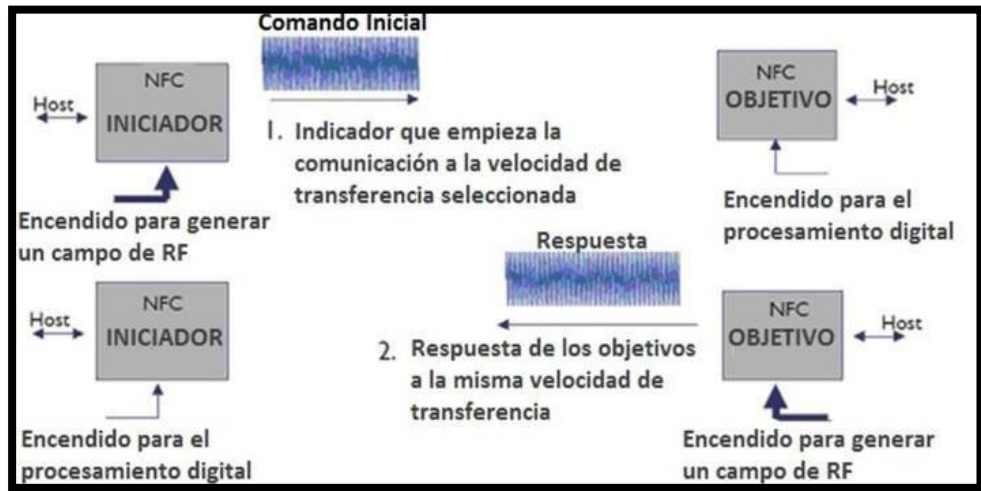 Comando Inicial
NFC
INICIADOR
Host
1. Indicador que empieza la
comunicación a la velocidad de
transferencia seleccionada
Encendido para generar
un campo de RF
NFC
OBJETIVO
Host
Encendido para el
procesamiento digital
Respuesta
NFC
INICIADOR
Host
2. Respuesta de los objetivos
a la misma velocidad de
transferencia
Encendido para el
procesamiento digital
NFC
OBJETIVO
Host
Encendido para generar
un campo de RF